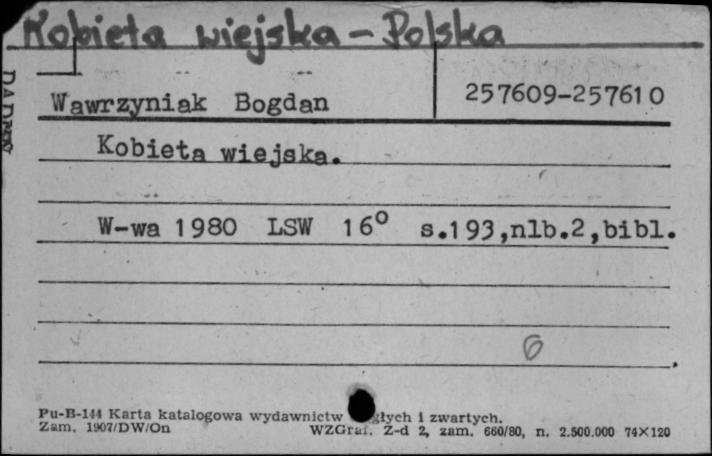 Kobieta wiejska - Polska
Wawrzyniak Bogdan
257609-257610
Kobieta wiejska.
W-wa 1980 LSW 16° s.193,nlb.2,bibl.
6
Pu-B-144 Karta katalogowa wydawnictw głych i zwartych.
Zam. 1907/DW/On
WZGraf. Z-d 2, zam. 660/80, n. 2.500.000 74×120